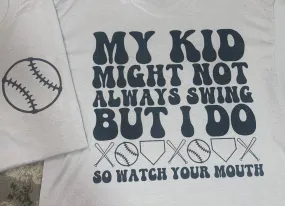 MY KID
MIGHT NOT
ALWAYS SWING
BUT I DO
SO WATCH YOUR MOUTH